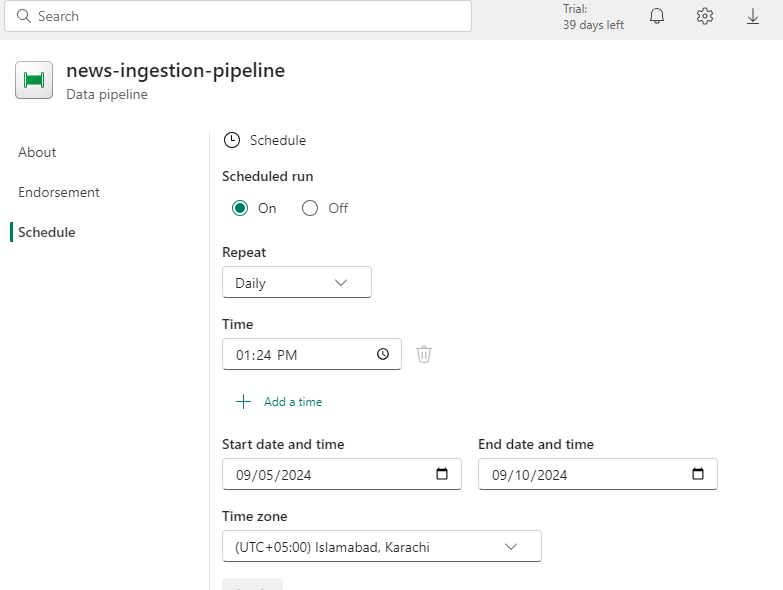 Search
Trial:
39 days left
news-ingestion-pipeline
Data pipeline
About
Endorsement
Schedule
Schedule
Scheduled run
On
Off
Repeat
Daily
Time
01:24 PM
Add a time
Start date and time
End date and time
09/05/2024
09/10/2024
Time zone
(UTC+05:00) Islamabad, Karachi